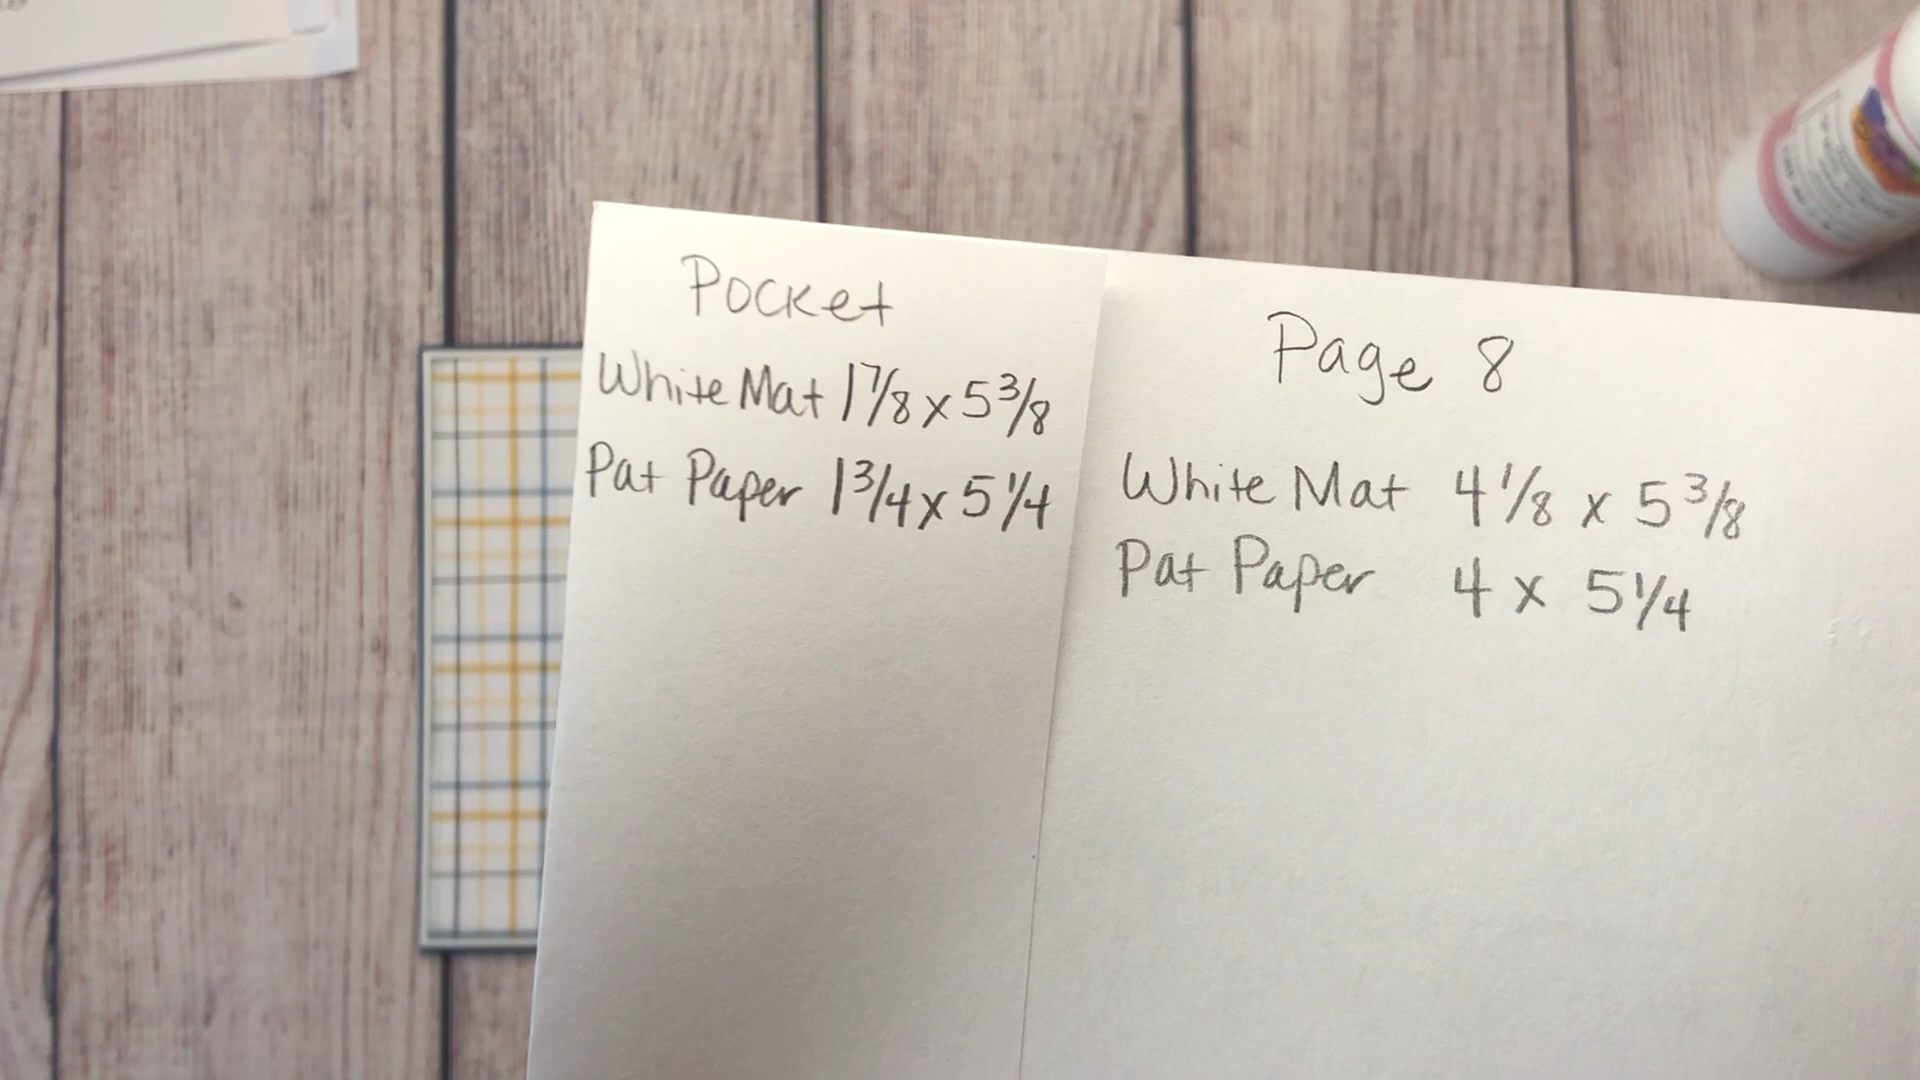 Pocket
White Mat 1 7/8 x 5 3/8
Pat Paper 1 3/4 x 5 1/4
Page 8
White Mat 4 1/8 x 5 3/8
Pat Paper 4 x 5 1/4